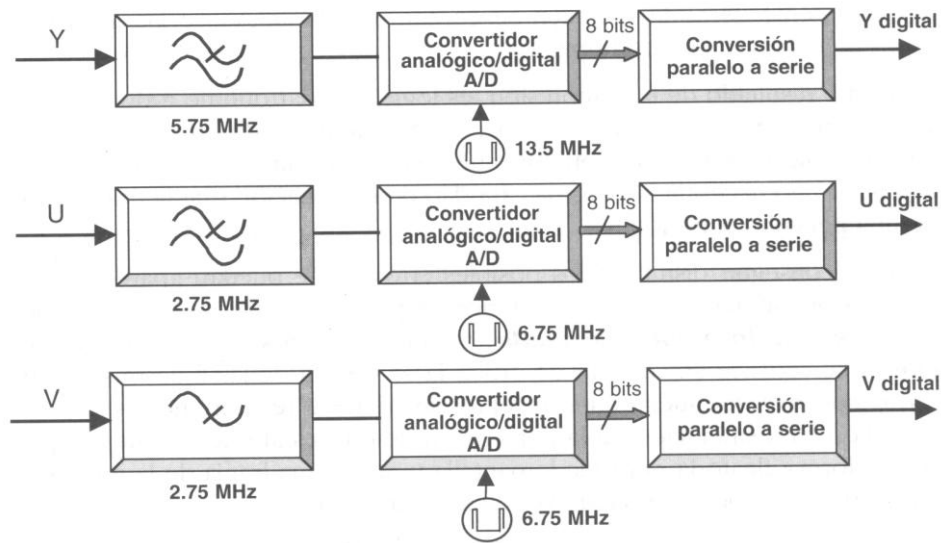 Y
5.75 MHz
Convertidor
analógico/digital
A/D
13.5 MHz
8 bits
Conversión
paralelo a serie
Y digital
U
2.75 MHz
Convertidor
analógico/digital
A/D
6.75 MHz
8 bits
Conversión
paralelo a serie
U digital
V
2.75 MHz
Convertidor
analógico/digital
A/D
6.75 MHz
8 bits
Conversión
paralelo a serie
V digital